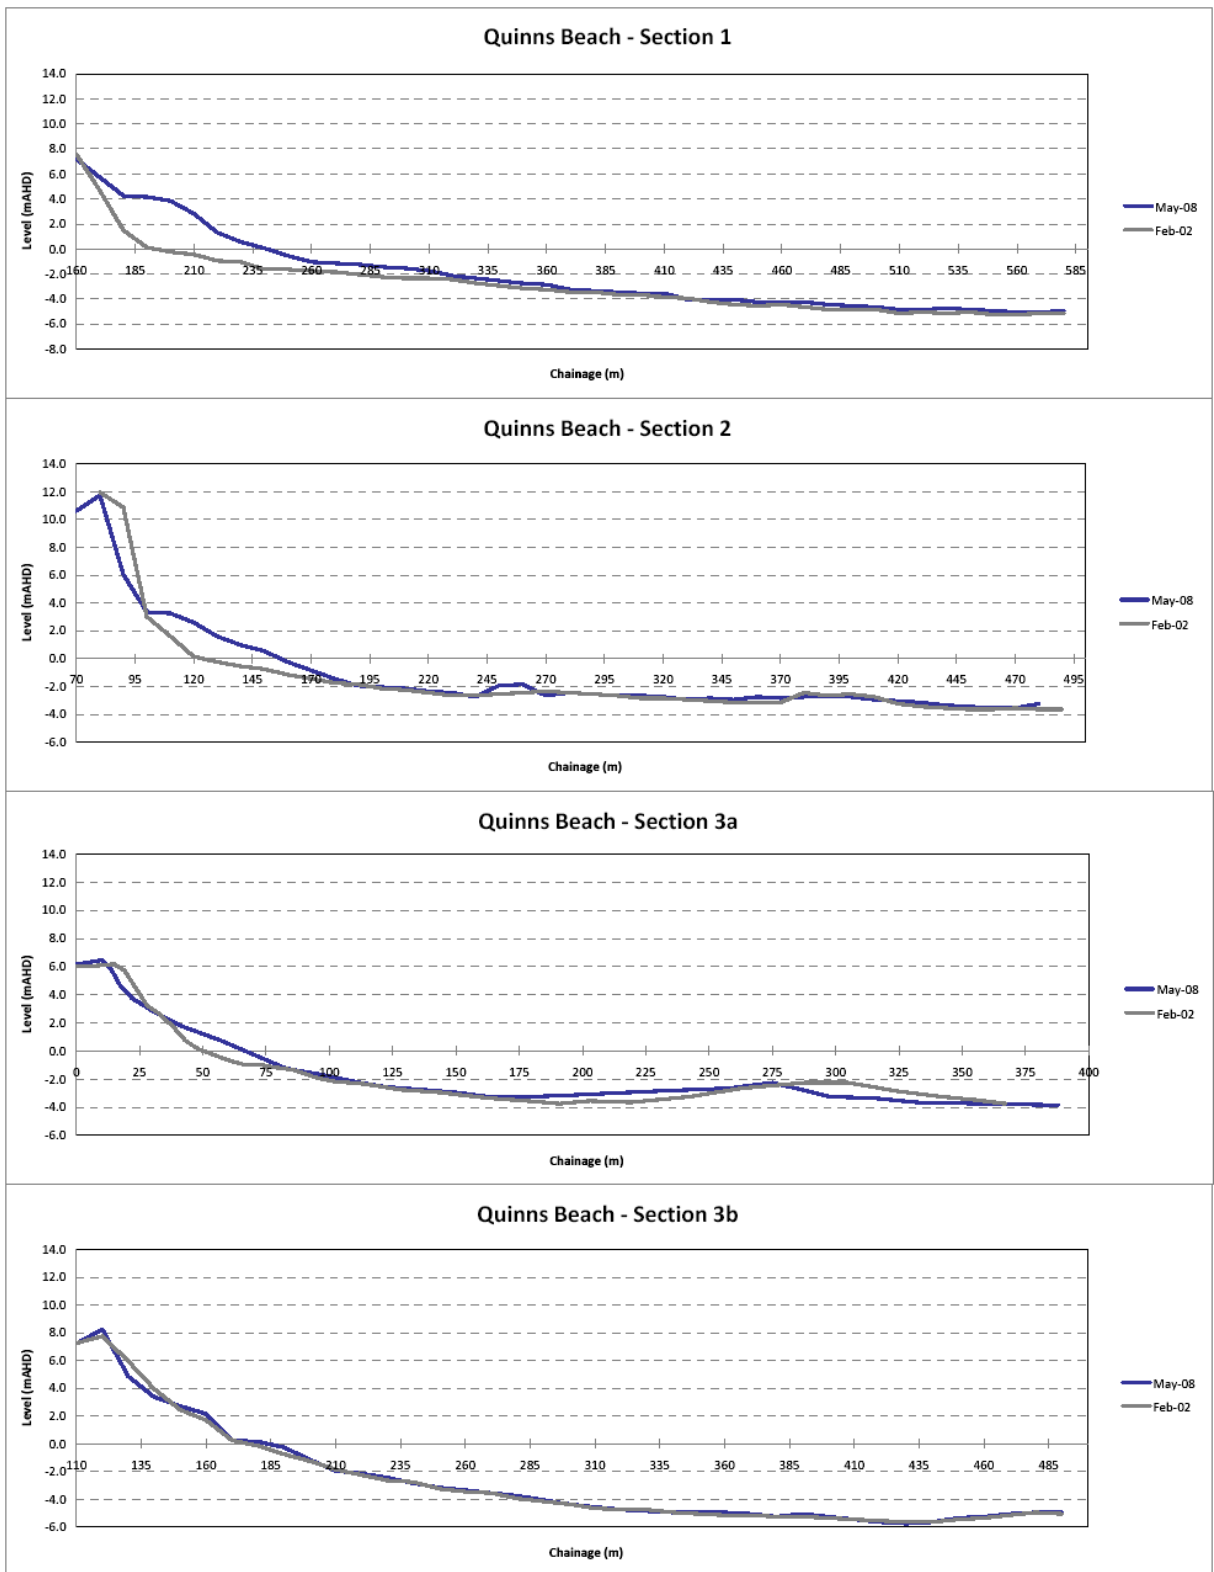 Quinns Beach - Section 1
14.0
12.0
10.0
8.0
6.0
4.0
2.0
0.0
-2.0
-4.0
-6.0
-8.0
Level (mAHD)
160 185 210 235 260 285 310 335 360 385 410 435 460 485 510 535 560 585
Chainage (m)
May-08
Feb-02
Quinns Beach - Section 2
14.0
12.0
10.0
8.0
6.0
4.0
2.0
0.0
-2.0
-4.0
-6.0
Level (mAHD)
70 95 120 145 170 195 220 245 270 295 320 345 370 395 420 445 470 495
Chainage (m)
May-08
Feb-02
Quinns Beach - Section 3a
14.0
12.0
10.0
8.0
6.0
4.0
2.0
0.0
-2.0
-4.0
-6.0
Level (mAHD)
0 25 50 75 100 125 150 175 200 225 250 275 300 325 350 375 400
Chainage (m)
May-08
Feb-02
Quinns Beach - Section 3b
14.0
12.0
10.0
8.0
6.0
4.0
2.0
0.0
-2.0
-4.0
-6.0
Level (mAHD)
110 135 160 185 210 235 260 285 310 335 360 385 410 435 460 485
Chainage (m)
May-08
Feb-02